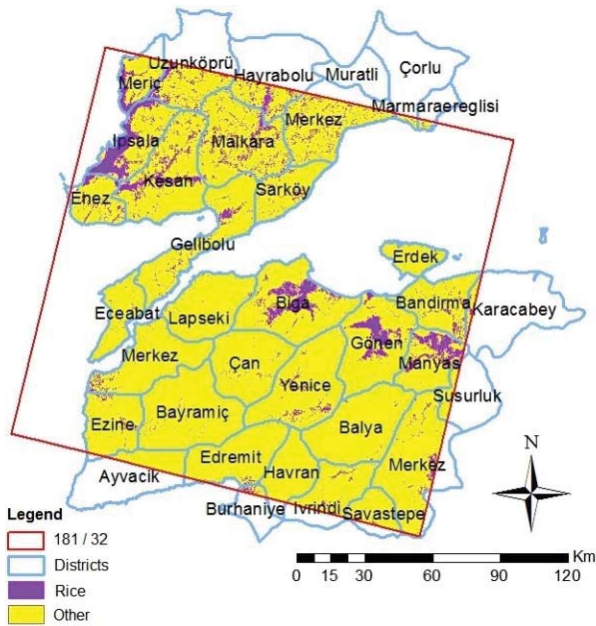 Uzunköprü
Meriç
Hayrabolu
Muratli
Çorlu
Marmaraereglisi
Merkez
Ipsala
Malkara
Kesan
Sarköy
Enez
Gelibolu
Erdek
Eceabat
Lapseki
Biga
Bandirma
Karacabey
Gönen
Merkez
Çan
Manyas
Yenice
Susurluk
Bayramiç
Ezine
Balya
Edremit
Merkez
Ayvacik
Havran
Burhaniye
Ivrindi
Savastepe
N
Legend
181 / 32
Districts
Rice
Other
Km
0 15 30 60 90 120